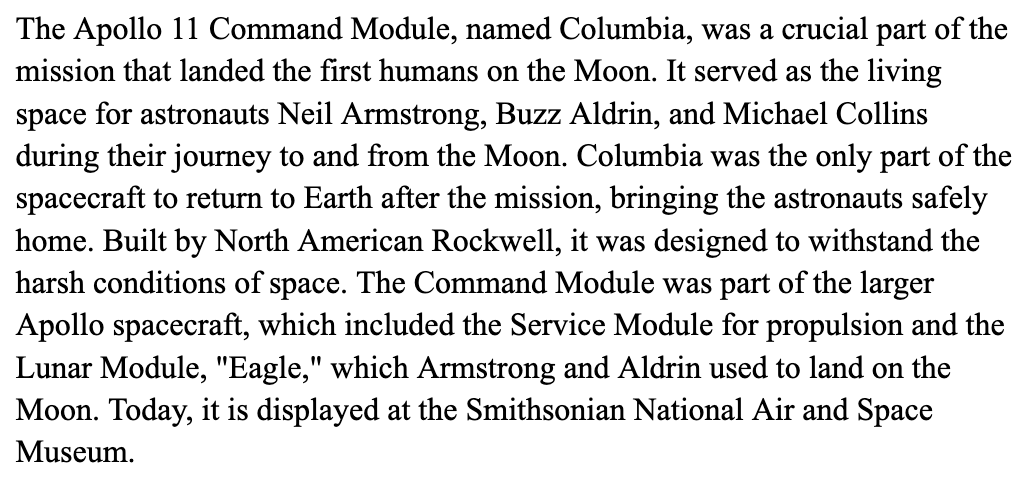 The Apollo 11 Command Module, named Columbia, was a crucial part of the
mission that landed the first humans on the Moon. It served as the living
space for astronauts Neil Armstrong, Buzz Aldrin, and Michael Collins
during their journey to and from the Moon. Columbia was the only part of the
spacecraft to return to Earth after the mission, bringing the astronauts safely
home. Built by North American Rockwell, it was designed to withstand the
harsh conditions of space. The Command Module was part of the larger
Apollo spacecraft, which included the Service Module for propulsion and the
Lunar Module, "Eagle," which Armstrong and Aldrin used to land on the
Moon. Today, it is displayed at the Smithsonian National Air and Space
Museum.